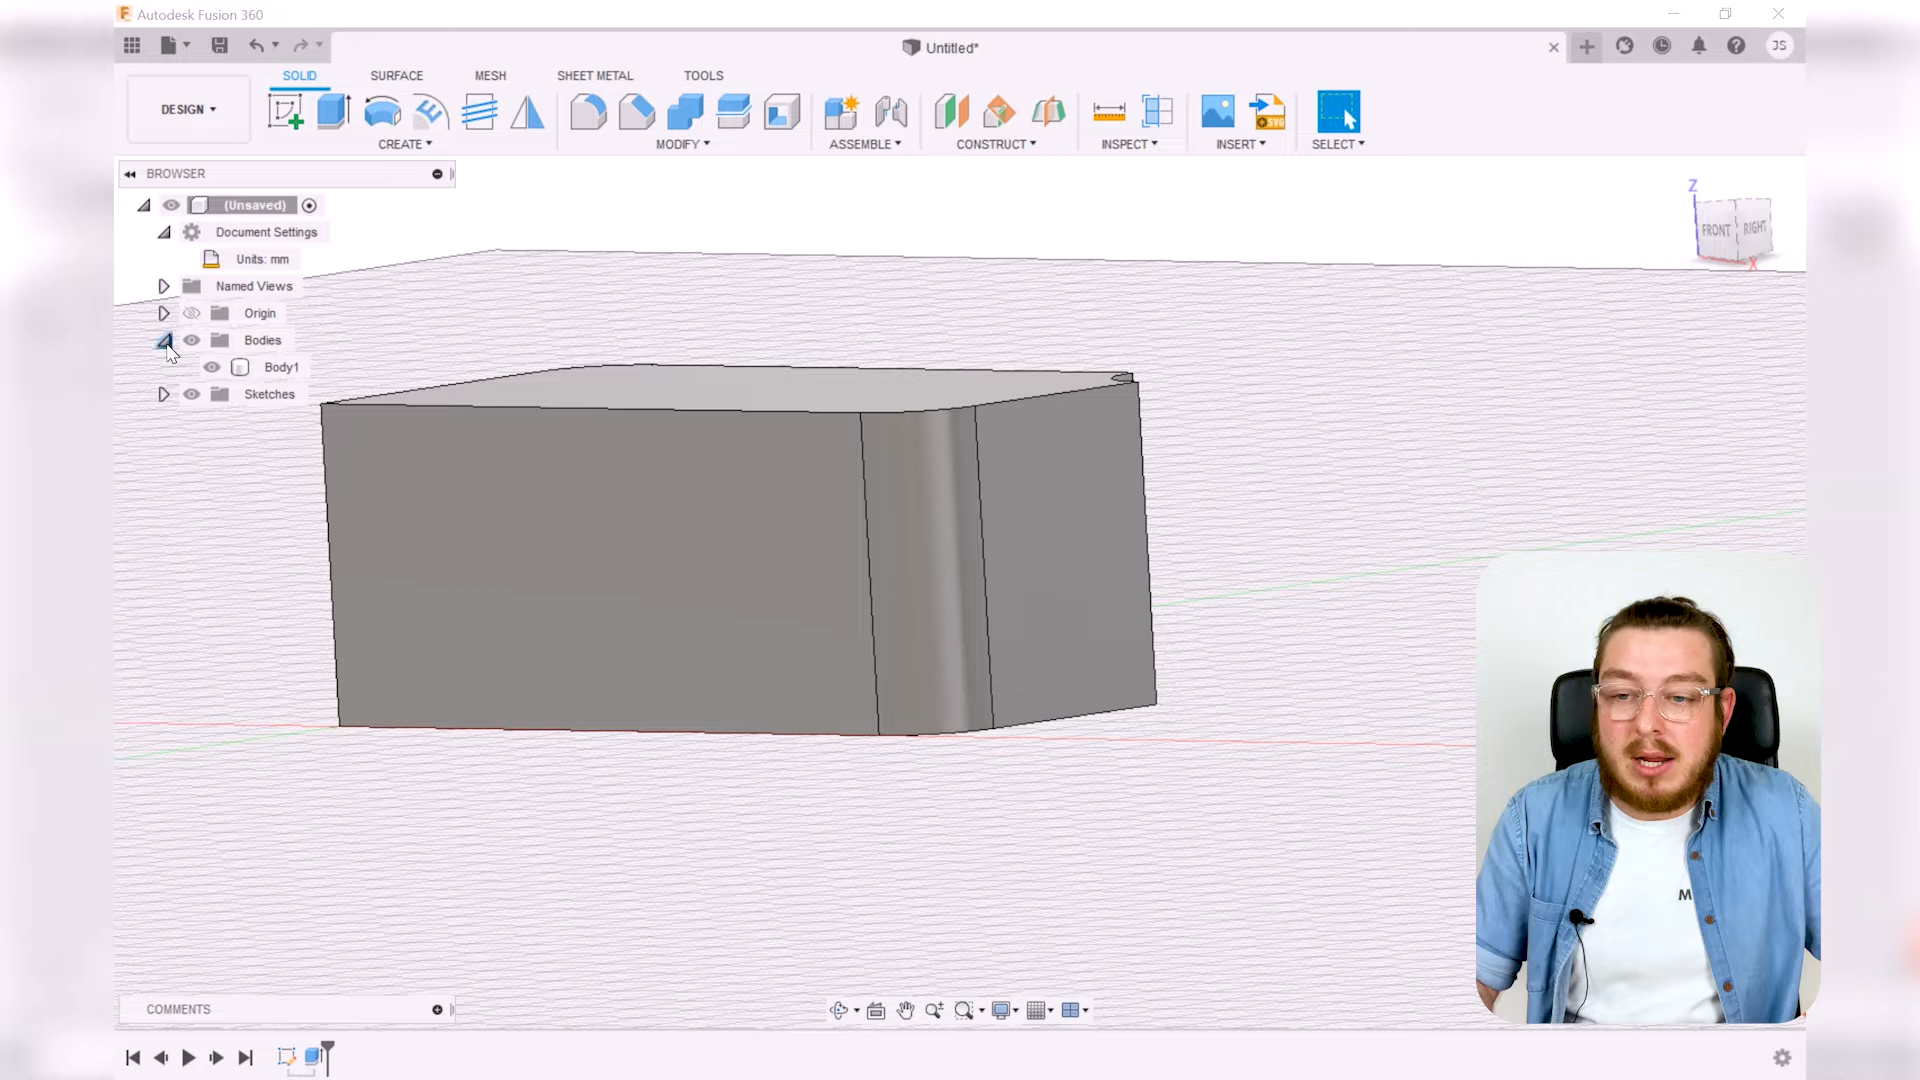 Autodesk Fusion 360
Untitled*
JS
SOLID
SURFACE
MESH
SHEET METAL
TOOLS
DESIGN
CREATE
MODIFY
ASSEMBLE
CONSTRUCT
INSPECT
INSERT
SELECT
SVG
BROWSER
(Unsaved)
Document Settings
Units: mm
Named Views
Origin
Bodies
Body1
Sketches
Z
FRONT
RIGHT
X
M
COMMENTS